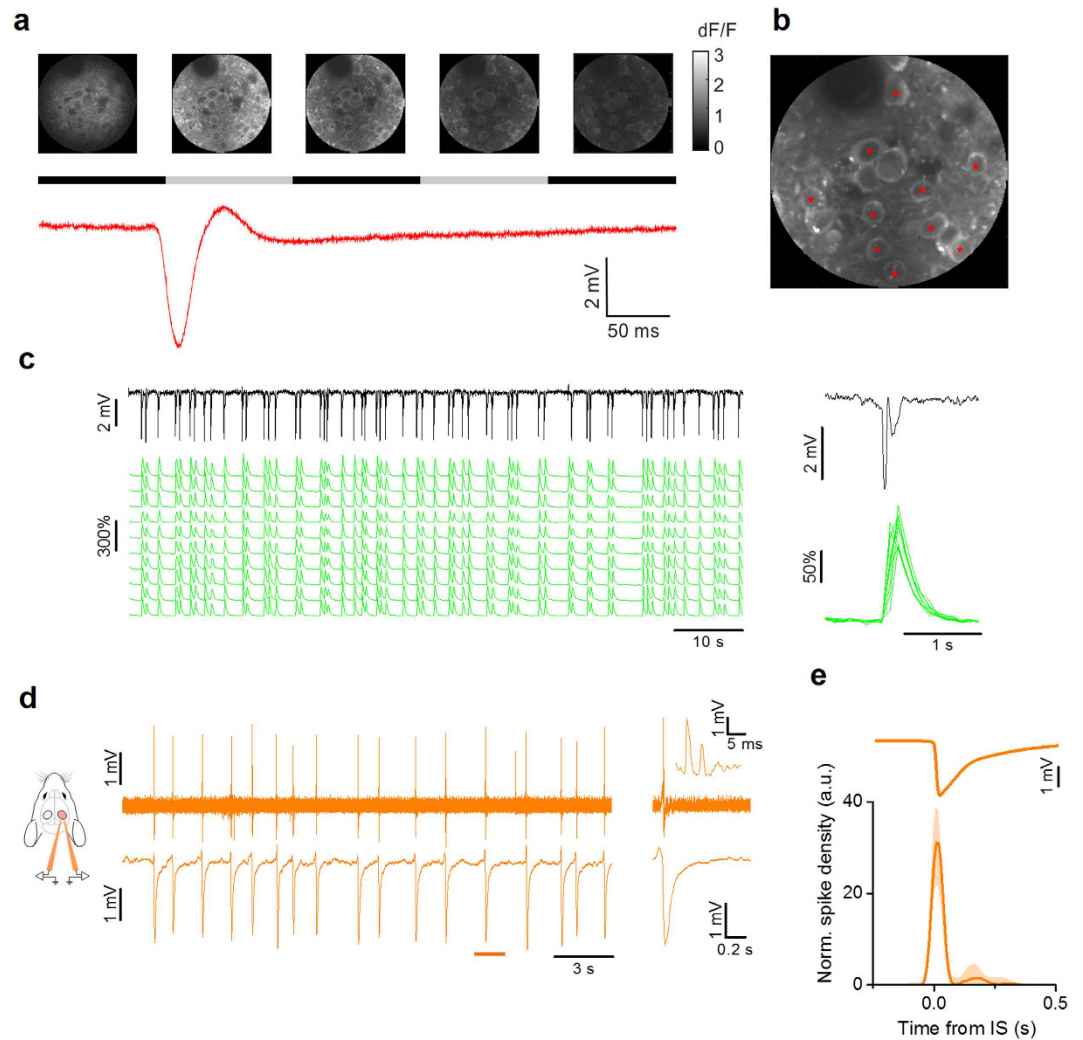 a
dF/F
3
2
1
0
2 mV
50 ms
b
*
*
*
*
*
*
*
*
*
*
c
2 mV
300%
10 s
2 mV
50%
1 s
d
1 mV
1 mV
3 s
1 mV
5 ms
1 mV
0.2 s
e
1 mV
Norm. spike density (a.u.)
40
20
0
0.0
0.5
Time from IS (s)